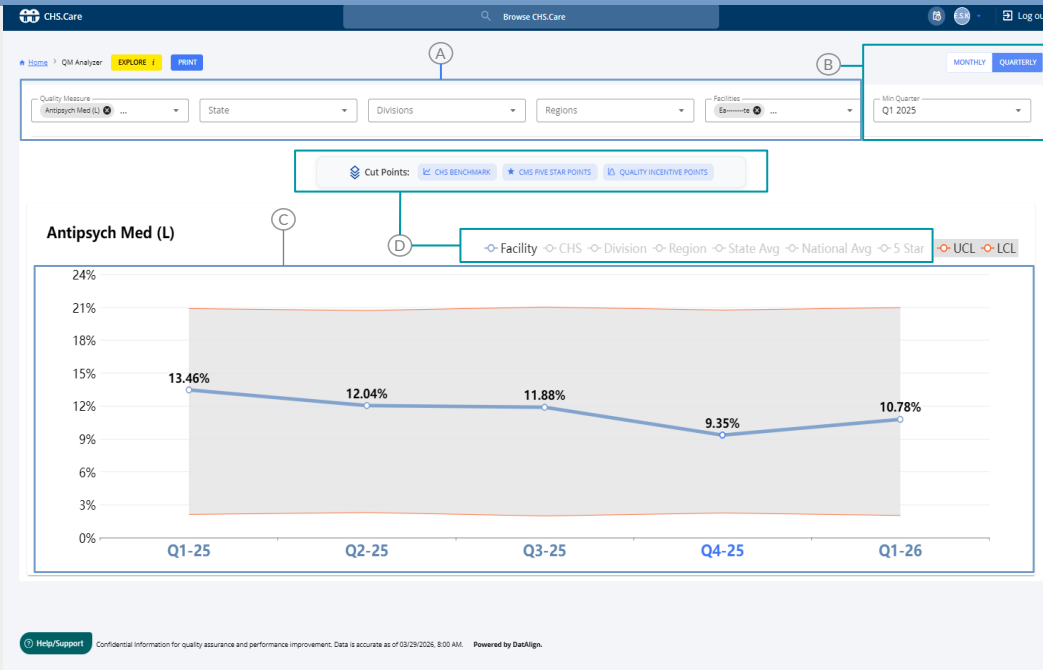 CHS.Care
Browse CHS.Care
E.S.K
Log ou
Home > QM Analyzer
EXPLORE i
PRINT
A
B
MONTHLY QUARTERLY
Quality Measure
Antipsych Med (L) ...
State
Divisions
Regions
Facilities
Ea--------te ...
Min Quarter
Q1 2025
Cut Points: CHS BENCHMARK CMS FIVE STAR POINTS QUALITY INCENTIVE POINTS
C
D
Antipsych Med (L)
Facility CHS Division Region State Avg National Avg 5 Star UCL LCL
24%
21%
18%
15%
12%
9%
6%
3%
0%
13.46%
12.04%
11.88%
9.35%
10.78%
Q1-25 Q2-25 Q3-25 Q4-25 Q1-26
Help/Support
Confidential Information for quality assurance and performance improvement. Data is accurate as of 03/29/2026, 8:00 AM. Powered by DatAlign.